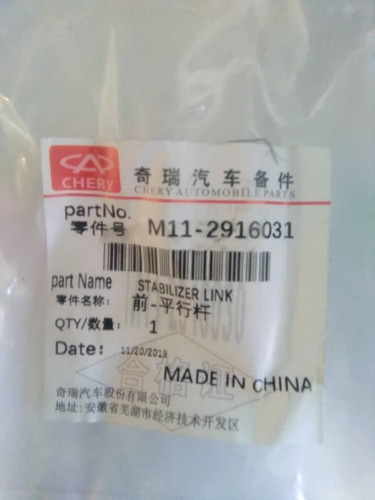 CHERY
奇瑞汽车备件
CHERY AUTOMOBILE PARTS
partNo.
零件号 M11-2916031
part Name STABILIZER LINK
零件名称: 前-平行杆
QTY/数量: 1
Date: 11/20/2019
合格证
MADE IN CHINA
奇瑞汽车股份有限公司
地址: 安徽省芜湖市经济技术开发区